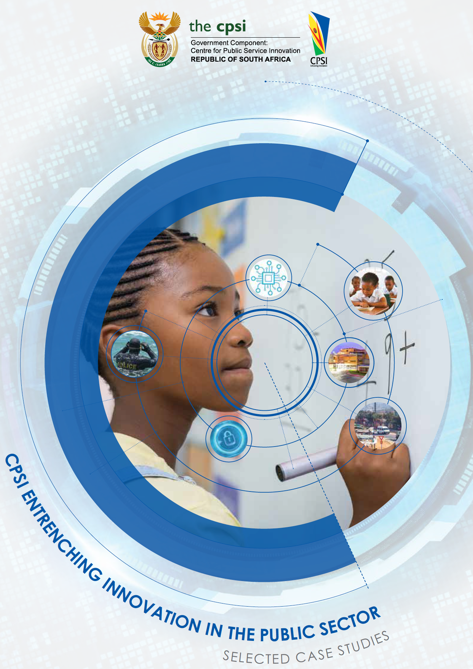 the cpsi
Government Component:
Centre for Public Service Innovation
REPUBLIC OF SOUTH AFRICA
CPSI
9+
CPSI ENTRENCHING INNOVATION IN THE PUBLIC SECTOR
SELECTED CASE STUDIES